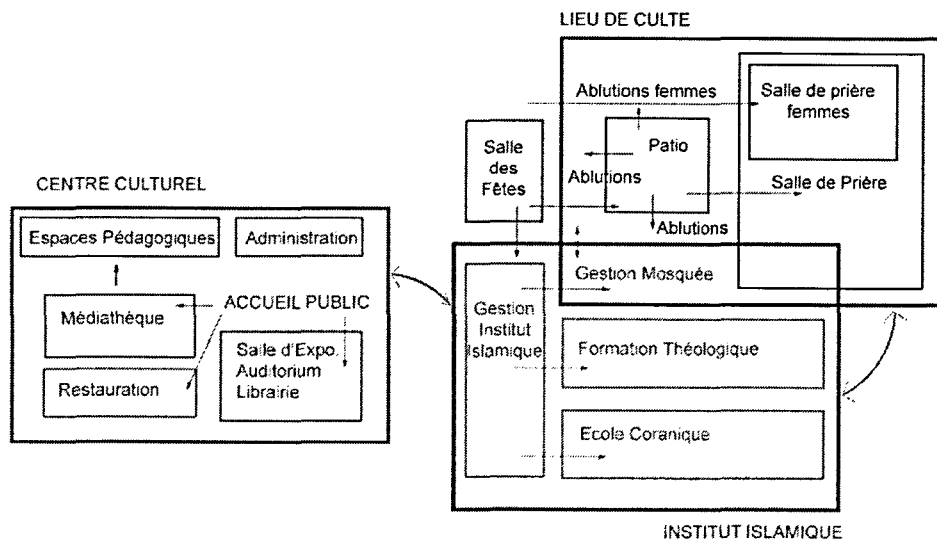 LIEU DE CULTE
Ablutions femmes
Salle de prière
femmes
Salle
des
Fêtes
Patio
Ablutions
Salle de Prière
Ablutions
CENTRE CULTUREL
Espaces Pédagogiques
Administration
ACCUEIL PUBLIC
Médiathèque
Salle d'Expo.
Auditorium
Librairie
Restauration
Gestion Mosquée
Gestion
Institut
Islamique
Formation Théologique
Ecole Coranique
INSTITUT ISLAMIQUE